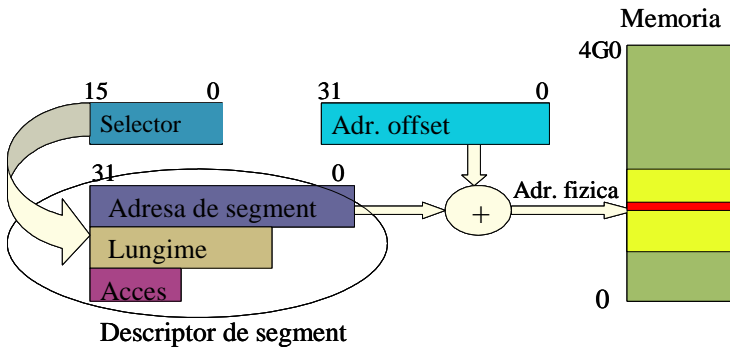 Memoria
4G0
15 0
31 0
Selector
Adr. offset
31 0
Adresa de segment
Adr. fizica
+
Lungime
Acces
0
Descriptor de segment